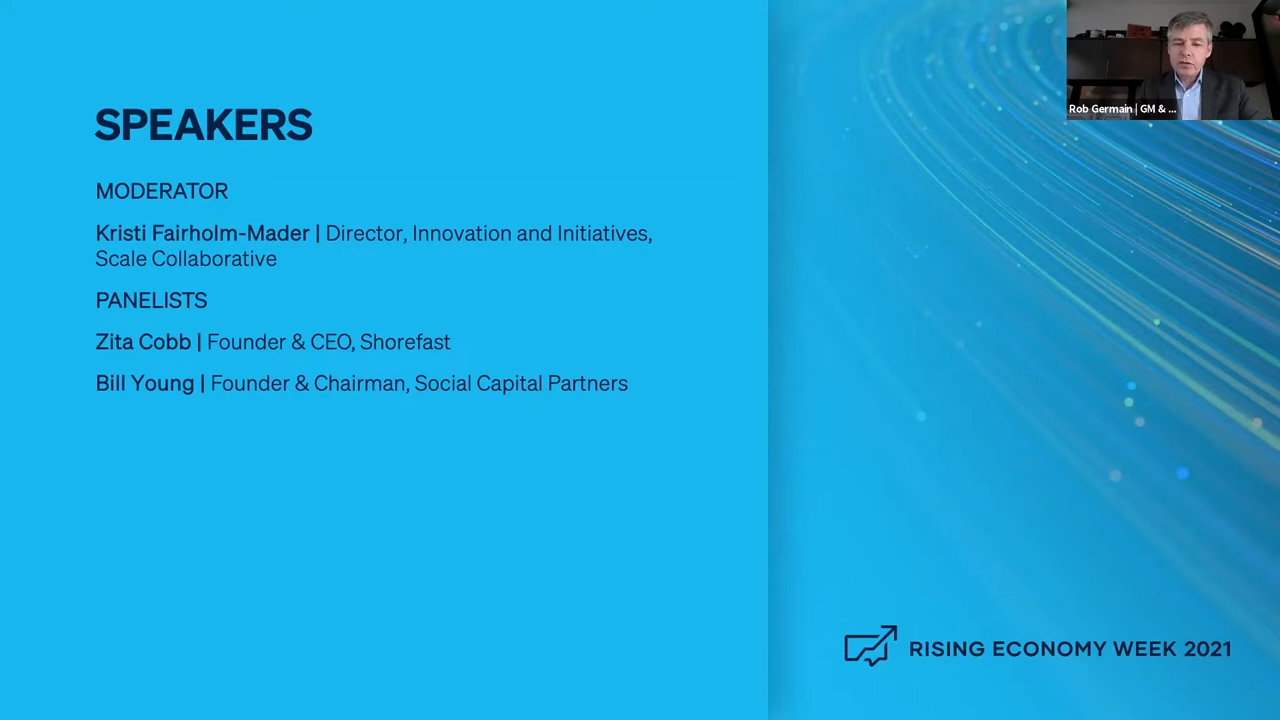 SPEAKERS
MODERATOR
Kristi Fairholm-Mader | Director, Innovation and Initiatives,
Scale Collaborative
PANELISTS
Zita Cobb | Founder & CEO, Shorefast
Bill Young | Founder & Chairman, Social Capital Partners
Rob Germain | GM & ...
RISING ECONOMY WEEK 2021